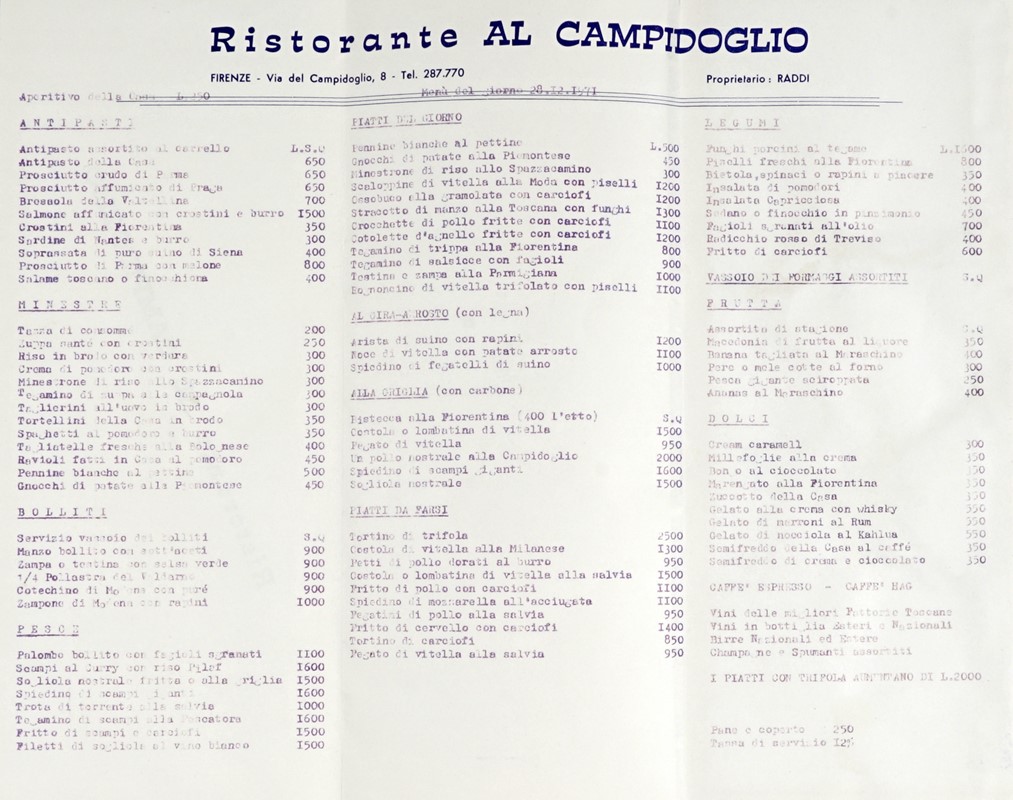 Ristorante AL CAMPIDOGLIO
FIRENZE - Via del Campidoglio, 8 - Tel. 287.770
Proprietario: RADDI
Aperitivo della Casa L.350
Menù del giorno 28.12.1971
ANTIPASTI
Antipasto assortito al carrello L.S.Q
Antipasto della Casa 650
Prosciutto crudo di Parma 650
Prosciutto affumicato di Praga 650
Bresaola della Valtellina 700
Salmone affumicato con crostini e burro I500
Crostini alla Fiorentina 350
Sardine di Nantes e burro 300
Soprassata di puro suino di Siena 400
Prosciutto di Parma con melone 800
Salame toscano o finocchiona 400
MINESTRE
Tazza di consomme 200
Zuppa santé con crostini 250
Riso in brodo con verdura 300
Crema di pomodoro con crostini 300
Minestrone di riso allo Spazzacamino 300
Tegamino di zuppa alla campagnola 300
Taglierini all'uovo in brodo 300
Tortellini della Casa in brodo 350
Spaghetti al pomodoro e burro 350
Tagliatelle fresche alla Bolognese 400
Ravioli fatti in Casa al pomodoro 450
Pennine bianche al pettine 500
Gnocchi di patate alla Piemontese 450
BOLLITI
Servizio vassoio dei bolliti S.Q
Manzo bollito con sott'aceti 900
Zampa o testina con salsa verde 900
1/4 Pollastra del Valdarno 900
Cotechino di Modena con puré 900
Zampone di Modena con rapini I000
PESCE
Palombo bollito con fagioli sgranati II00
Scampi al Curry con riso Pilaf I600
Sogliola nostrale fritta o alla griglia I500
Spiedino di scampi giganti I600
Trota di torrente alla salvia I000
Tegamino di scampi alla Pescatora I600
Fritto di scampi e carciofi I500
Filetti di sogliola al vino bianco I500
PIATTI DEL GIORNO
Pennine bianche al pettine L.500
Gnocchi di patate alla Piemontese 450
Minestrone di riso allo Spazzacamino 300
Scaloppine di vitella alla Moda con piselli I200
Ossobuco alla gramolata con carciofi I200
Stracotto di manzo alla Toscana con funghi I300
Crocchette di pollo fritte con carciofi II00
Cotolette d'agnello fritte con carciofi I200
Tegamino di trippa alla Fiorentina 800
Tegamino di salsicce con fagioli 900
Testina e zampa alla Parmigiana I000
Rognoncino di vitella trifolato con piselli II00
AL GIRA-ARROSTO (con legna)
Arista di suino con rapini I200
Noce di vitella con patate arrosto II00
Spiedino di fegatelli di suino I000
ALLA GRIGLIA (con carbone)
Bistecca alla Fiorentina (400 l'etto) S.Q
Costola o lombatina di vitella I500
Fegato di vitella 950
Un pollo nostrale alla Campidoglio 2000
Spiedino di scampi giganti I600
Sogliola nostrale I500
PIATTI DA FARSI
Tortino di trifola 2500
Costola di vitella alla Milanese I300
Petti di pollo dorati al burro 950
Costola o lombatina di vitella alla salvia I500
Fritto di pollo con carciofi II00
Spiedino di mozzarella all'acciugata II00
Fegatini di pollo alla salvia 950
Fritto di cervello con carciofi I400
Tortino di carciofi 850
Fegato di vitella alla salvia 950
LEGUMI
Funghi porcini al tegame
Piselli freschi alla Fiorentina 800
Bietola,spinaci o rapini a piacere 350
Insalata di pomodori 400
Insalata Capricciosa 400
Sedano o finocchio in pinzimonio 450
Fagioli sgranati all'olio 700
Radicchio rosso di Treviso 400
Fritto di carciofi 600
VASSOIO DEI FORMAGGI ASSORTITI S.Q
FRUTTA
Assortita di stagione S.Q
Macedonia di frutta al liquore 350
Banana tagliata al Maraschino 400
Pere o mele cotte al forno 300
Pesca gigante sciroppata 250
Ananas al Maraschino 400
DOLCI
Cream caramell 300
Millefoglie alla crema 350
Bon o al cioccolato 350
Marengato alla Fiorentina 350
Zuccotto della Casa 350
Gelato alla crema con whisky 550
Gelato di marroni al Rum 550
Gelato di nocciola al Kahlua 550
Semifreddo della Casa al caffé 350
Semifreddo di crema e cioccolato 350
CAFFE' ESPRESSO - CAFFE' HAG
Vini delle migliori Fattorie Toscane
Vini in bottiglia Esteri e Nazionali
Birre Nazionali ed Estere
Champagne e Spumanti assortiti
I PIATTI CON TRIFOLA AUMENTANO DI L.2000
Pane e coperto 250
Tassa di servizio I2%